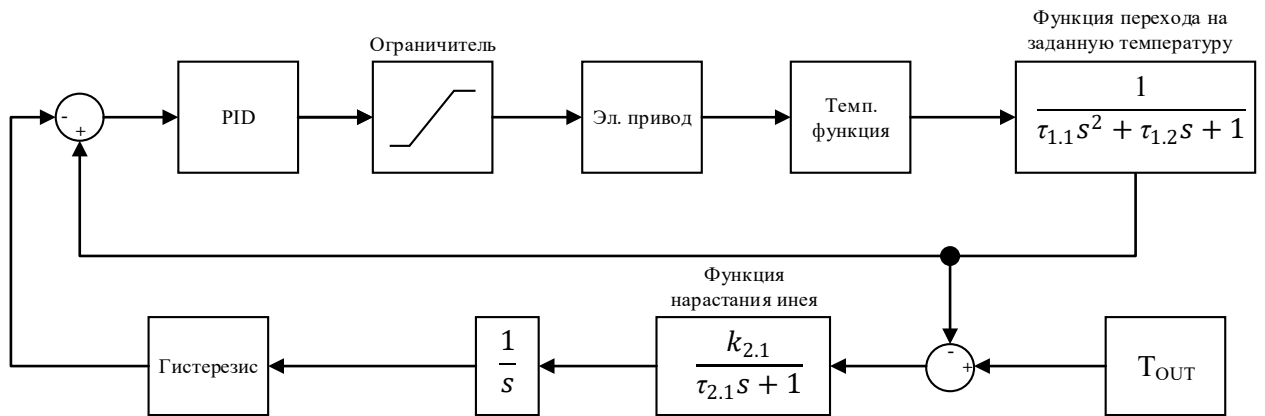 Функция перехода на
заданную температуру
Ограничитель
-
+
PID
Эл. привод
Темп.
функция
1
τ₁.₁s² + τ₁.₂s + 1
Функция
нарастания инея
Гистерезис
1
s
k₂.₁
τ₂.₁s + 1
-
+
T_OUT